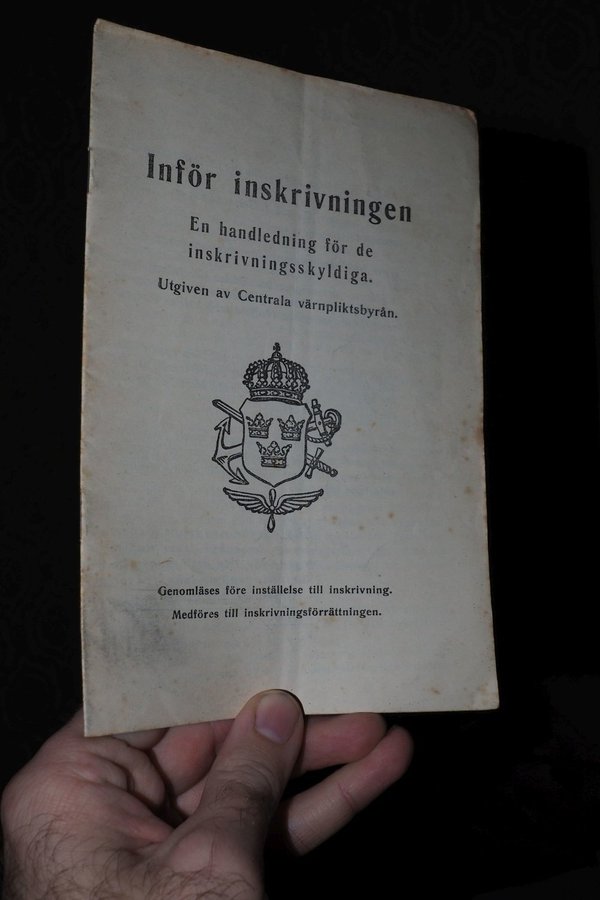 Inför inskrivningen
En handledning för de
inskrivningsskyldiga.
Utgiven av Centrala värnpliktsbyrån.
Genomläses före inställelse till inskrivning.
Medföres till inskrivningsförrättningen.